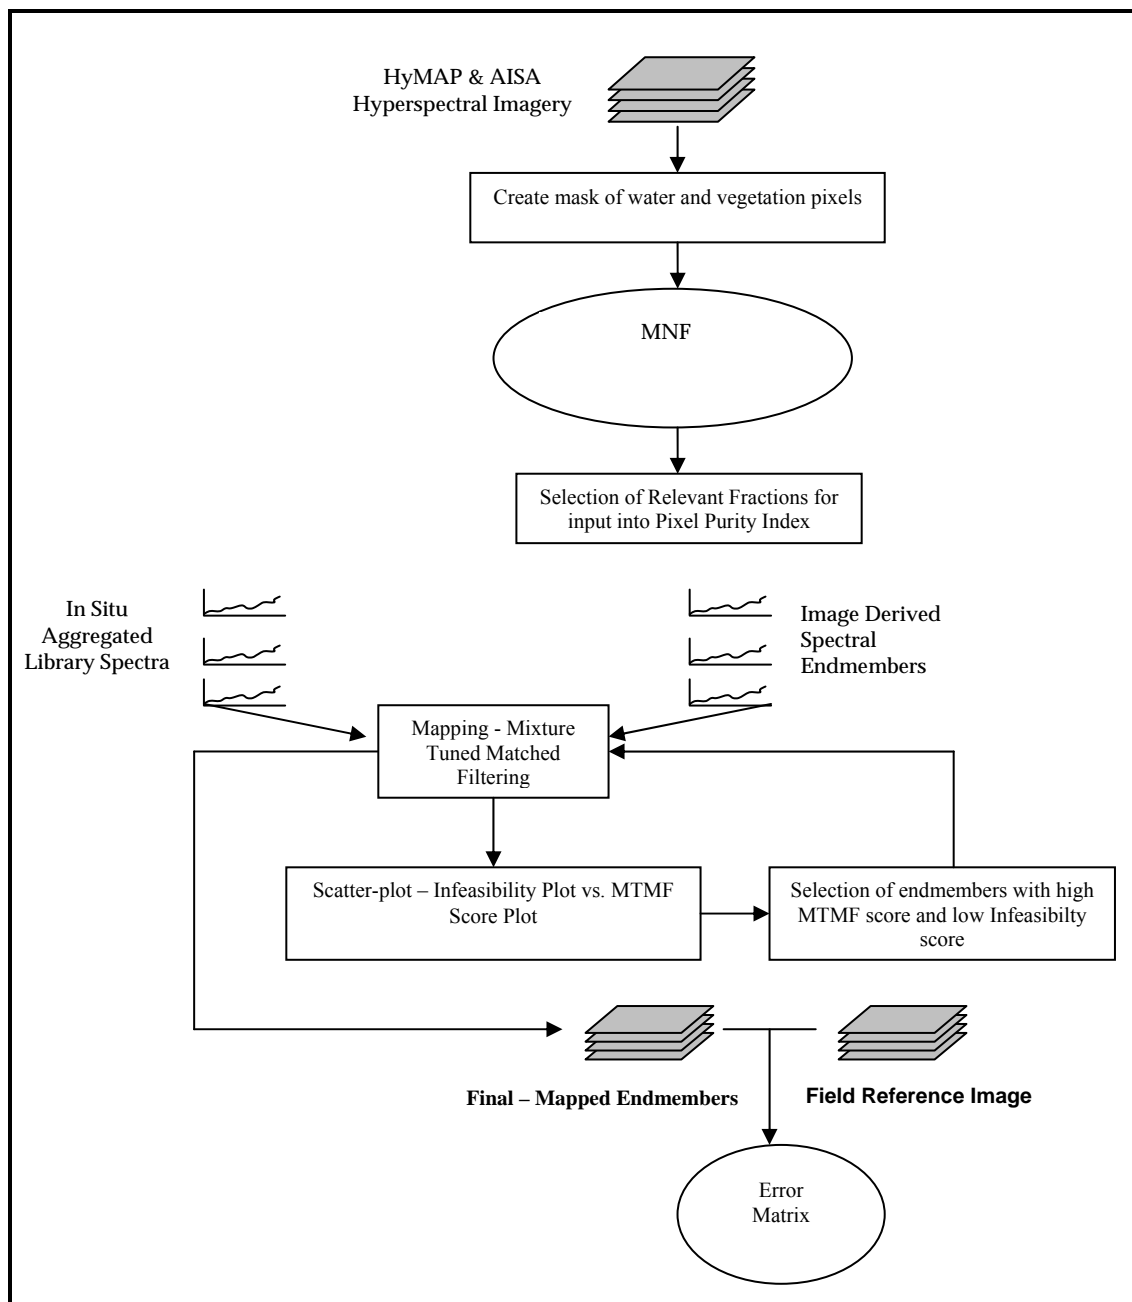 HyMAP & AISA
Hyperspectral Imagery
Create mask of water and vegetation pixels
MNF
Selection of Relevant Fractions for
input into Pixel Purity Index
In Situ
Aggregated
Library Spectra
Image Derived
Spectral
Endmembers
Mapping - Mixture
Tuned Matched
Filtering
Scatter-plot – Infeasibility Plot vs. MTMF
Score Plot
Selection of endmembers with high
MTMF score and low Infeasibilty
score
Final – Mapped Endmembers
Field Reference Image
Error
Matrix